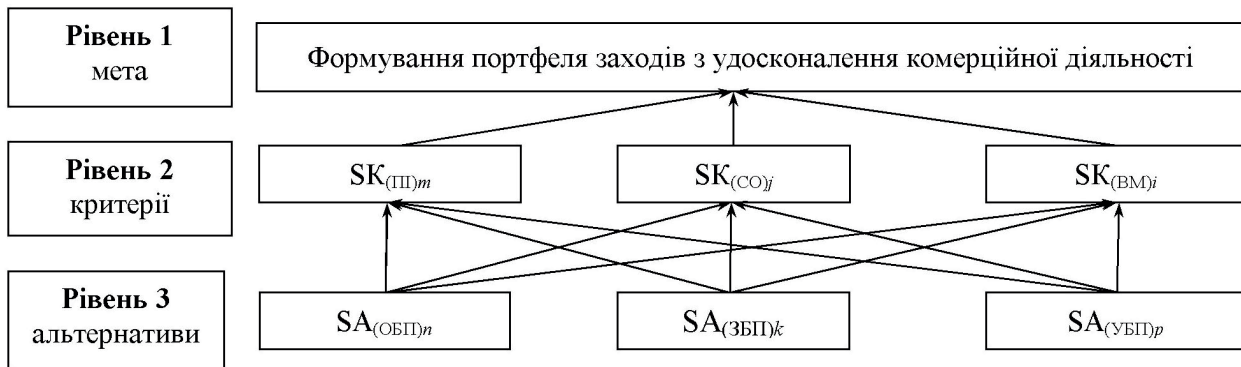 Рівень 1
мета
Формування портфеля заходів з удосконалення комерційної діяльності
Рівень 2
критерії
SK(ПІ)m
SK(СО)j
SK(ВМ)i
Рівень 3
альтернативи
SA(ОБП)n
SA(ЗБП)k
SA(УБП)p